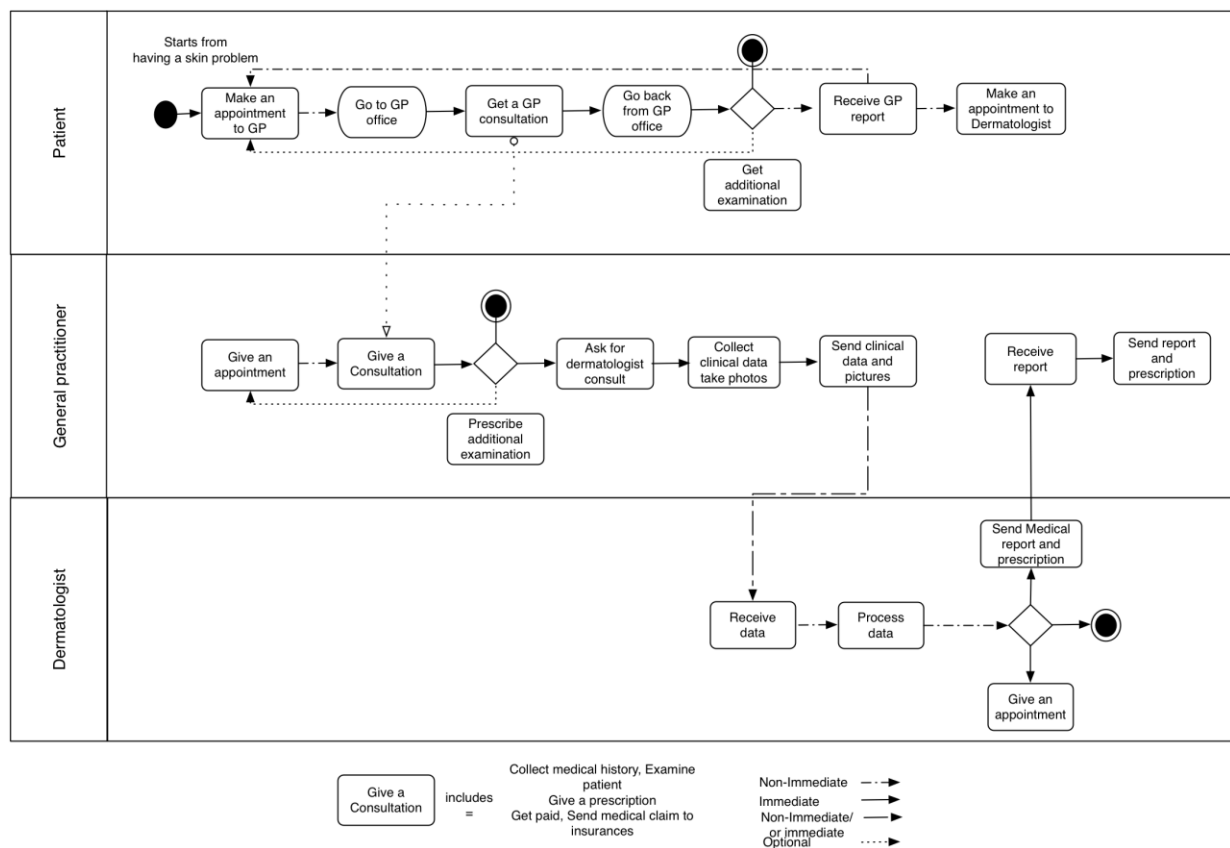 Patient
Starts from
having a skin problem
Make an
appointment
to GP
Go to GP
office
Get a GP
consultation
Go back
from GP
office
Receive GP
report
Make an
appointment to
Dermatologist
Get
additional
examination
General practitioner
Give an
appointment
Give a
Consultation
Ask for
dermatologist
consult
Collect
clinical data
take photos
Send clinical
data and
pictures
Receive
report
Send report
and
prescription
Prescribe
additional
examination
Dermatologist
Send Medical
report and
prescription
Receive
data
Process
data
Give an
appointment
Give a
Consultation
includes
=
Collect medical history, Examine
patient
Give a prescription
Get paid, Send medical claim to
insurances
Non-Immediate
Immediate
Non-Immediate/
or immediate
Optional